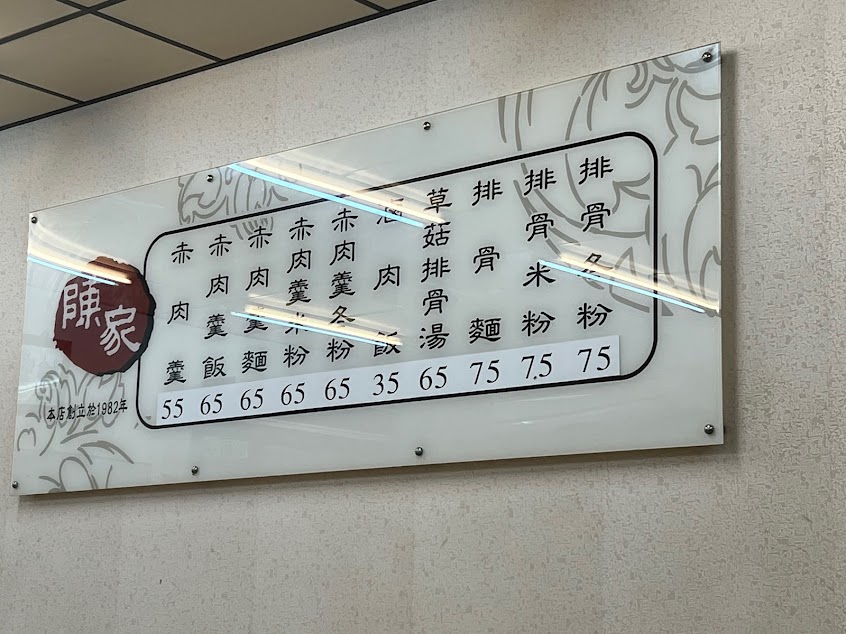 陳家
本店創立於1982年
赤肉羹 55
赤肉羹飯 65
赤肉羹麵 65
赤肉羹米粉 65
赤肉羹冬粉 65
肉飯 35
草菇排骨湯 65
排骨麵 75
排骨米粉 75
排骨冬粉 75